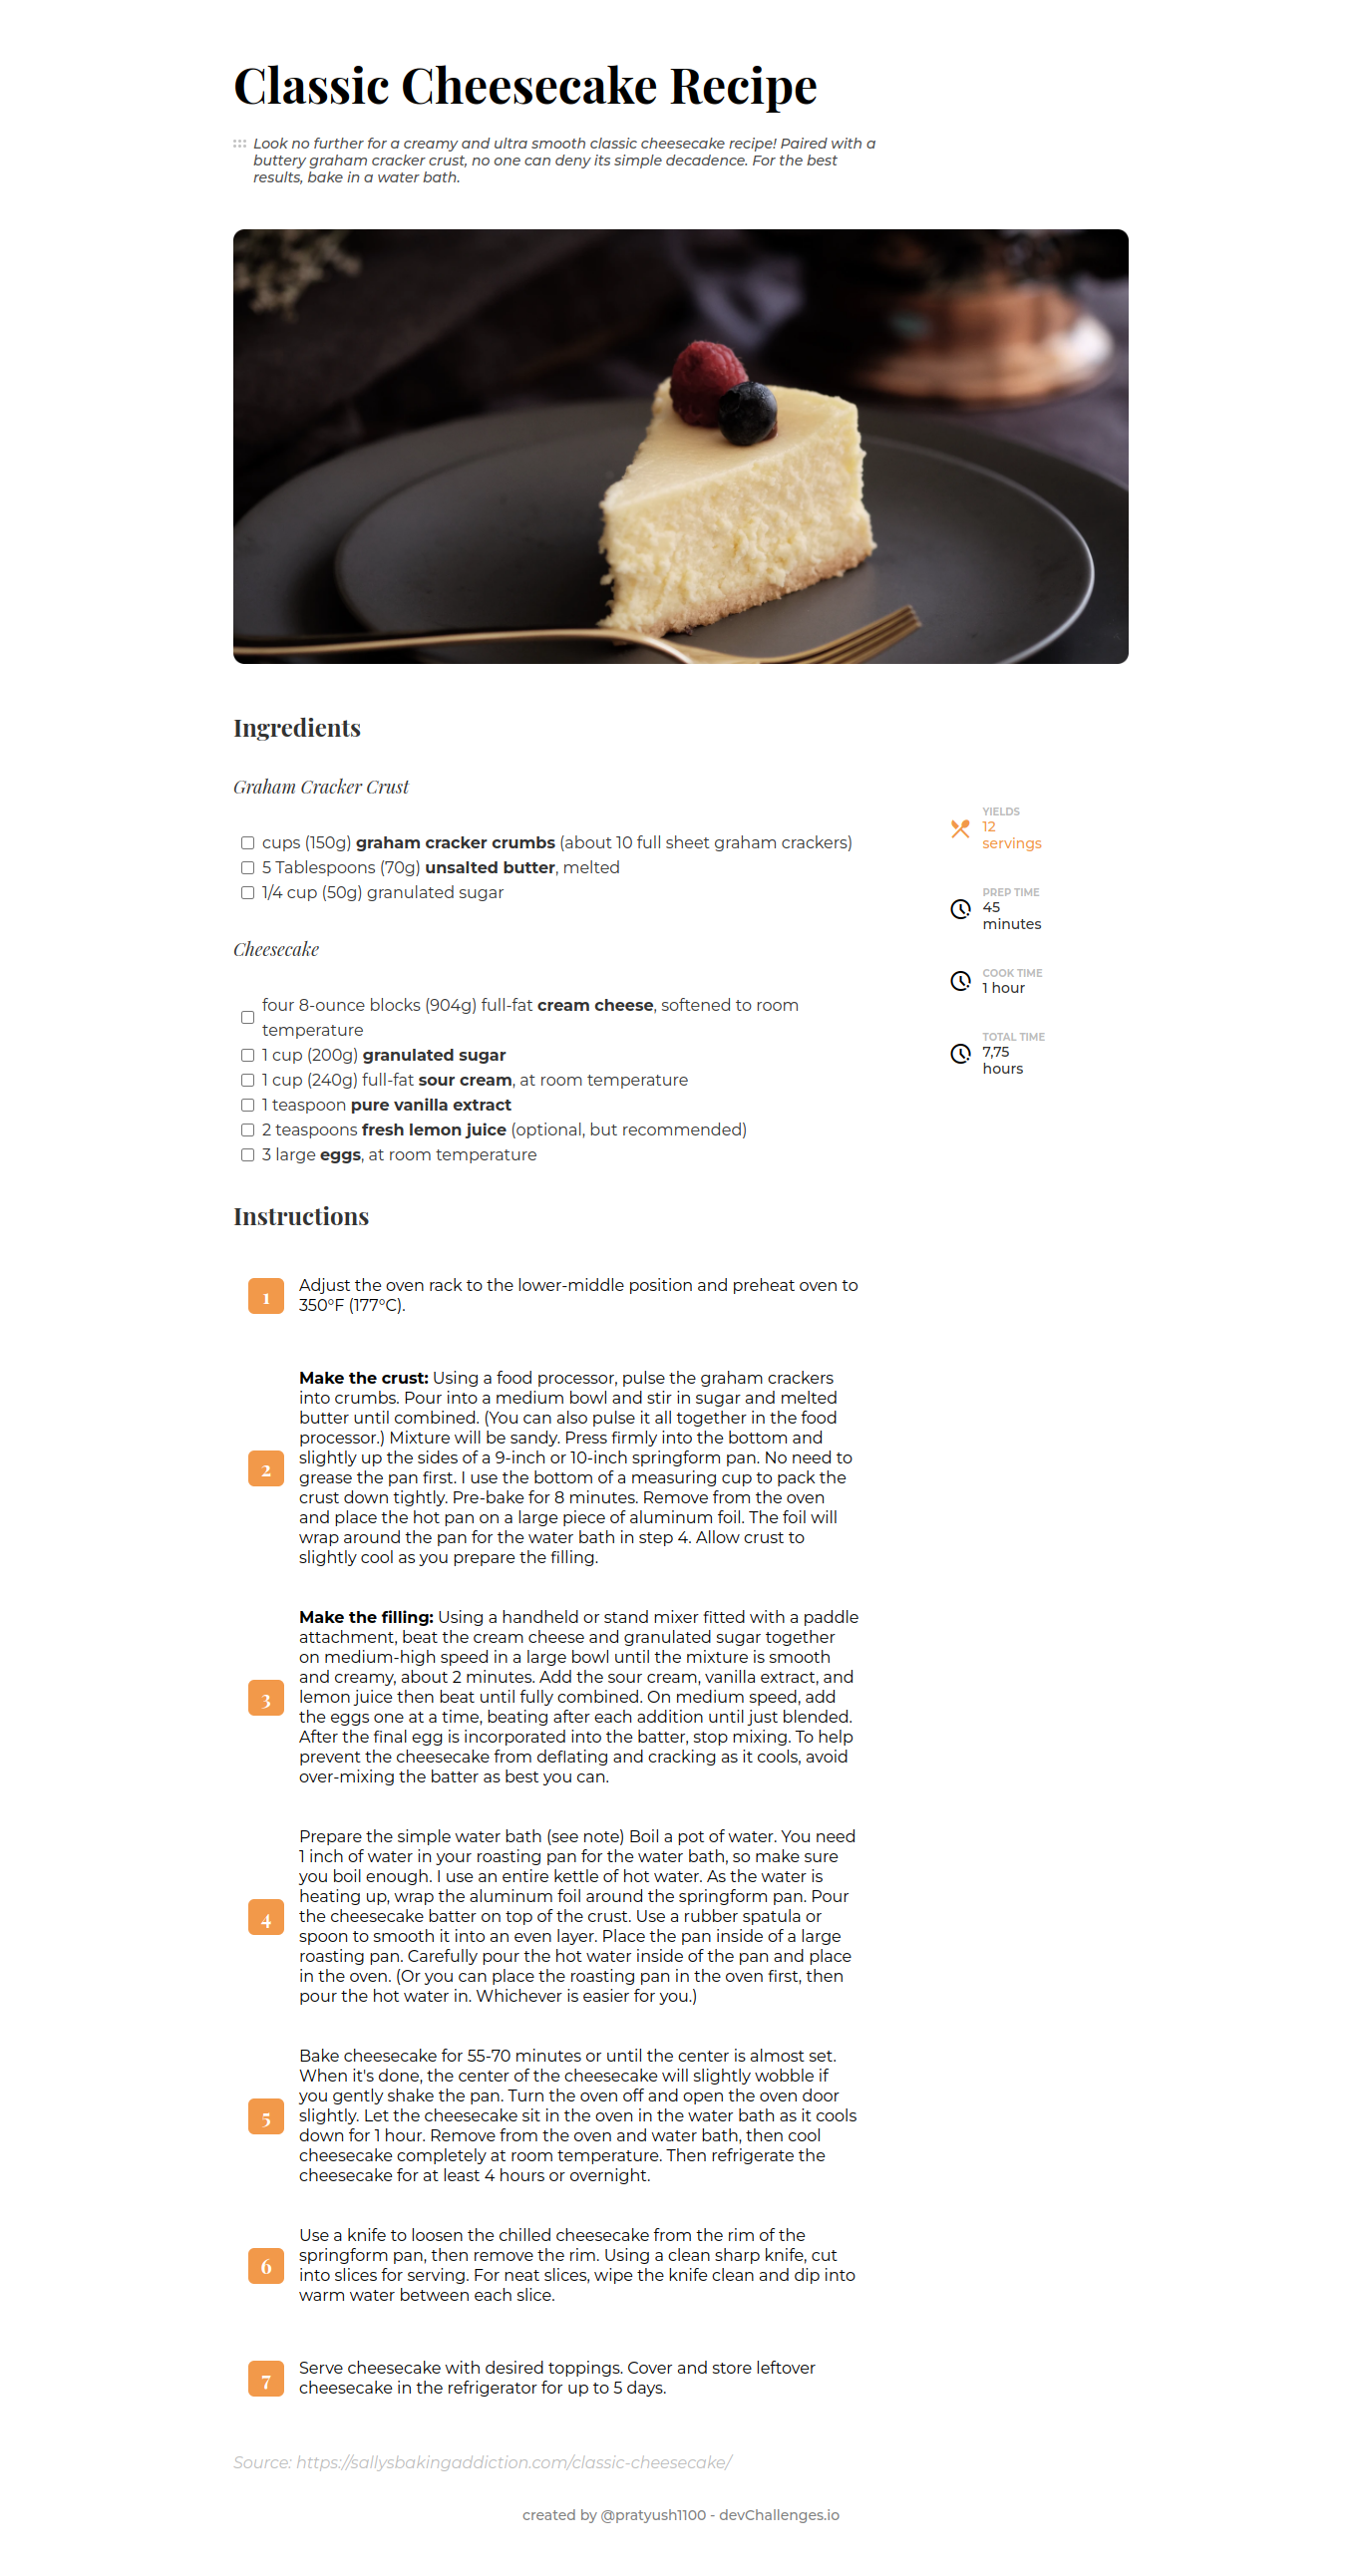 Classic Cheesecake Recipe
Look no further for a creamy and ultra smooth classic cheesecake recipe! Paired with a
buttery graham cracker crust, no one can deny its simple decadence. For the best
results, bake in a water bath.
Ingredients
Graham Cracker Crust
cups (150g) graham cracker crumbs (about 10 full sheet graham crackers)
5 Tablespoons (70g) unsalted butter, melted
1/4 cup (50g) granulated sugar
Cheesecake
four 8-ounce blocks (904g) full-fat cream cheese, softened to room
temperature
1 cup (200g) granulated sugar
1 cup (240g) full-fat sour cream, at room temperature
1 teaspoon pure vanilla extract
2 teaspoons fresh lemon juice (optional, but recommended)
3 large eggs, at room temperature
YIELDS
12
servings
PREP TIME
45
minutes
COOK TIME
1 hour
TOTAL TIME
7,75
hours
Instructions
1
Adjust the oven rack to the lower-middle position and preheat oven to
350°F (177°C).
2
Make the crust: Using a food processor, pulse the graham crackers
into crumbs. Pour into a medium bowl and stir in sugar and melted
butter until combined. (You can also pulse it all together in the food
processor.) Mixture will be sandy. Press firmly into the bottom and
slightly up the sides of a 9-inch or 10-inch springform pan. No need to
grease the pan first. I use the bottom of a measuring cup to pack the
crust down tightly. Pre-bake for 8 minutes. Remove from the oven
and place the hot pan on a large piece of aluminum foil. The foil will
wrap around the pan for the water bath in step 4. Allow crust to
slightly cool as you prepare the filling.
3
Make the filling: Using a handheld or stand mixer fitted with a paddle
attachment, beat the cream cheese and granulated sugar together
on medium-high speed in a large bowl until the mixture is smooth
and creamy, about 2 minutes. Add the sour cream, vanilla extract, and
lemon juice then beat until fully combined. On medium speed, add
the eggs one at a time, beating after each addition until just blended.
After the final egg is incorporated into the batter, stop mixing. To help
prevent the cheesecake from deflating and cracking as it cools, avoid
over-mixing the batter as best you can.
4
Prepare the simple water bath (see note) Boil a pot of water. You need
1 inch of water in your roasting pan for the water bath, so make sure
you boil enough. I use an entire kettle of hot water. As the water is
heating up, wrap the aluminum foil around the springform pan. Pour
the cheesecake batter on top of the crust. Use a rubber spatula or
spoon to smooth it into an even layer. Place the pan inside of a large
roasting pan. Carefully pour the hot water inside of the pan and place
in the oven. (Or you can place the roasting pan in the oven first, then
pour the hot water in. Whichever is easier for you.)
5
Bake cheesecake for 55-70 minutes or until the center is almost set.
When it's done, the center of the cheesecake will slightly wobble if
you gently shake the pan. Turn the oven off and open the oven door
slightly. Let the cheesecake sit in the oven in the water bath as it cools
down for 1 hour. Remove from the oven and water bath, then cool
cheesecake completely at room temperature. Then refrigerate the
cheesecake for at least 4 hours or overnight.
6
Use a knife to loosen the chilled cheesecake from the rim of the
springform pan, then remove the rim. Using a clean sharp knife, cut
into slices for serving. For neat slices, wipe the knife clean and dip into
warm water between each slice.
7
Serve cheesecake with desired toppings. Cover and store leftover
cheesecake in the refrigerator for up to 5 days.
Source: https://sallysbakingaddiction.com/classic-cheesecake/
created by @pratyush1100 - devChallenges.io